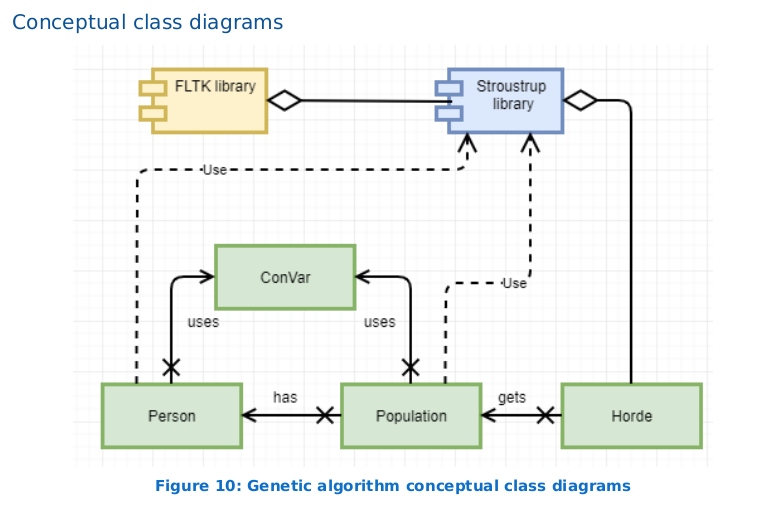 Conceptual class diagrams
FLTK library
Stroustrup
library
Use
ConVar
Use
uses
uses
has
gets
Person
Population
Horde
Figure 10: Genetic algorithm conceptual class diagrams